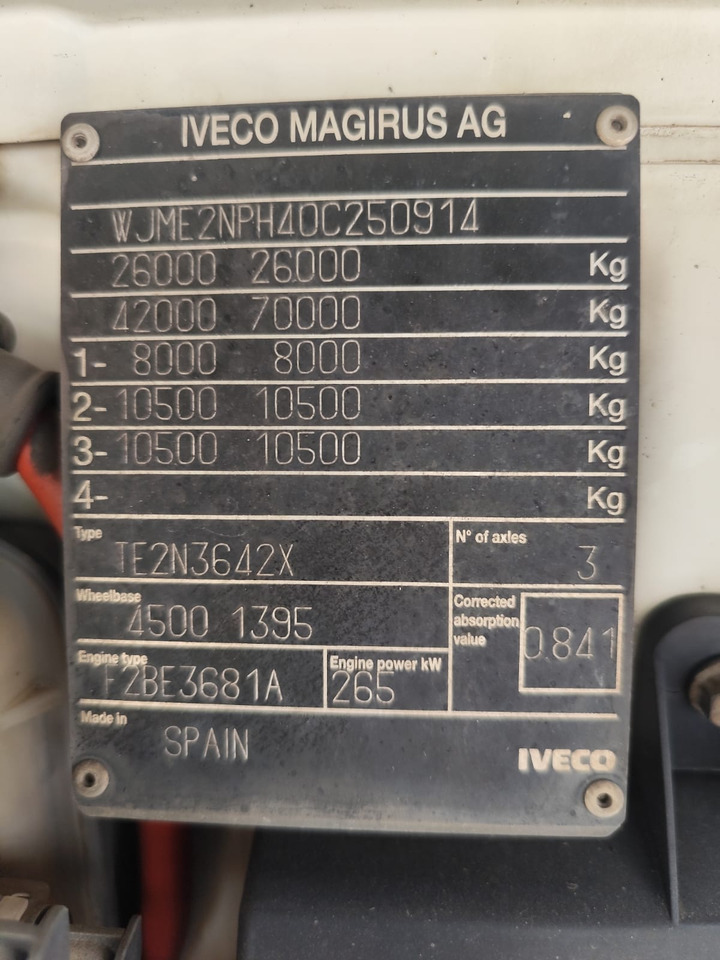 IVECO MAGIRUS AG
WJME2NPH40C250914
26000 26000 Kg
42000 70000 Kg
1- 8000 8000 Kg
2- 10500 10500 Kg
3- 10500 10500 Kg
4- Kg
Type
TE2N3642X
N° of axles
3
Wheelbase
4500 1395
Corrected
absorption
value
0.841
Engine type
F2BE3681A
Engine power kW
265
Made in
SPAIN
IVECO